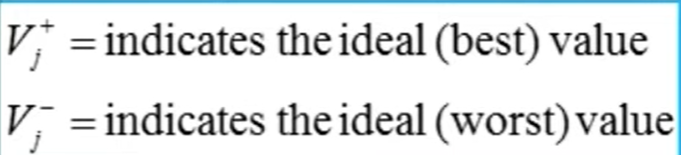 V_j^+ = indicates the ideal (best) value
V_j^- = indicates the ideal (worst) value